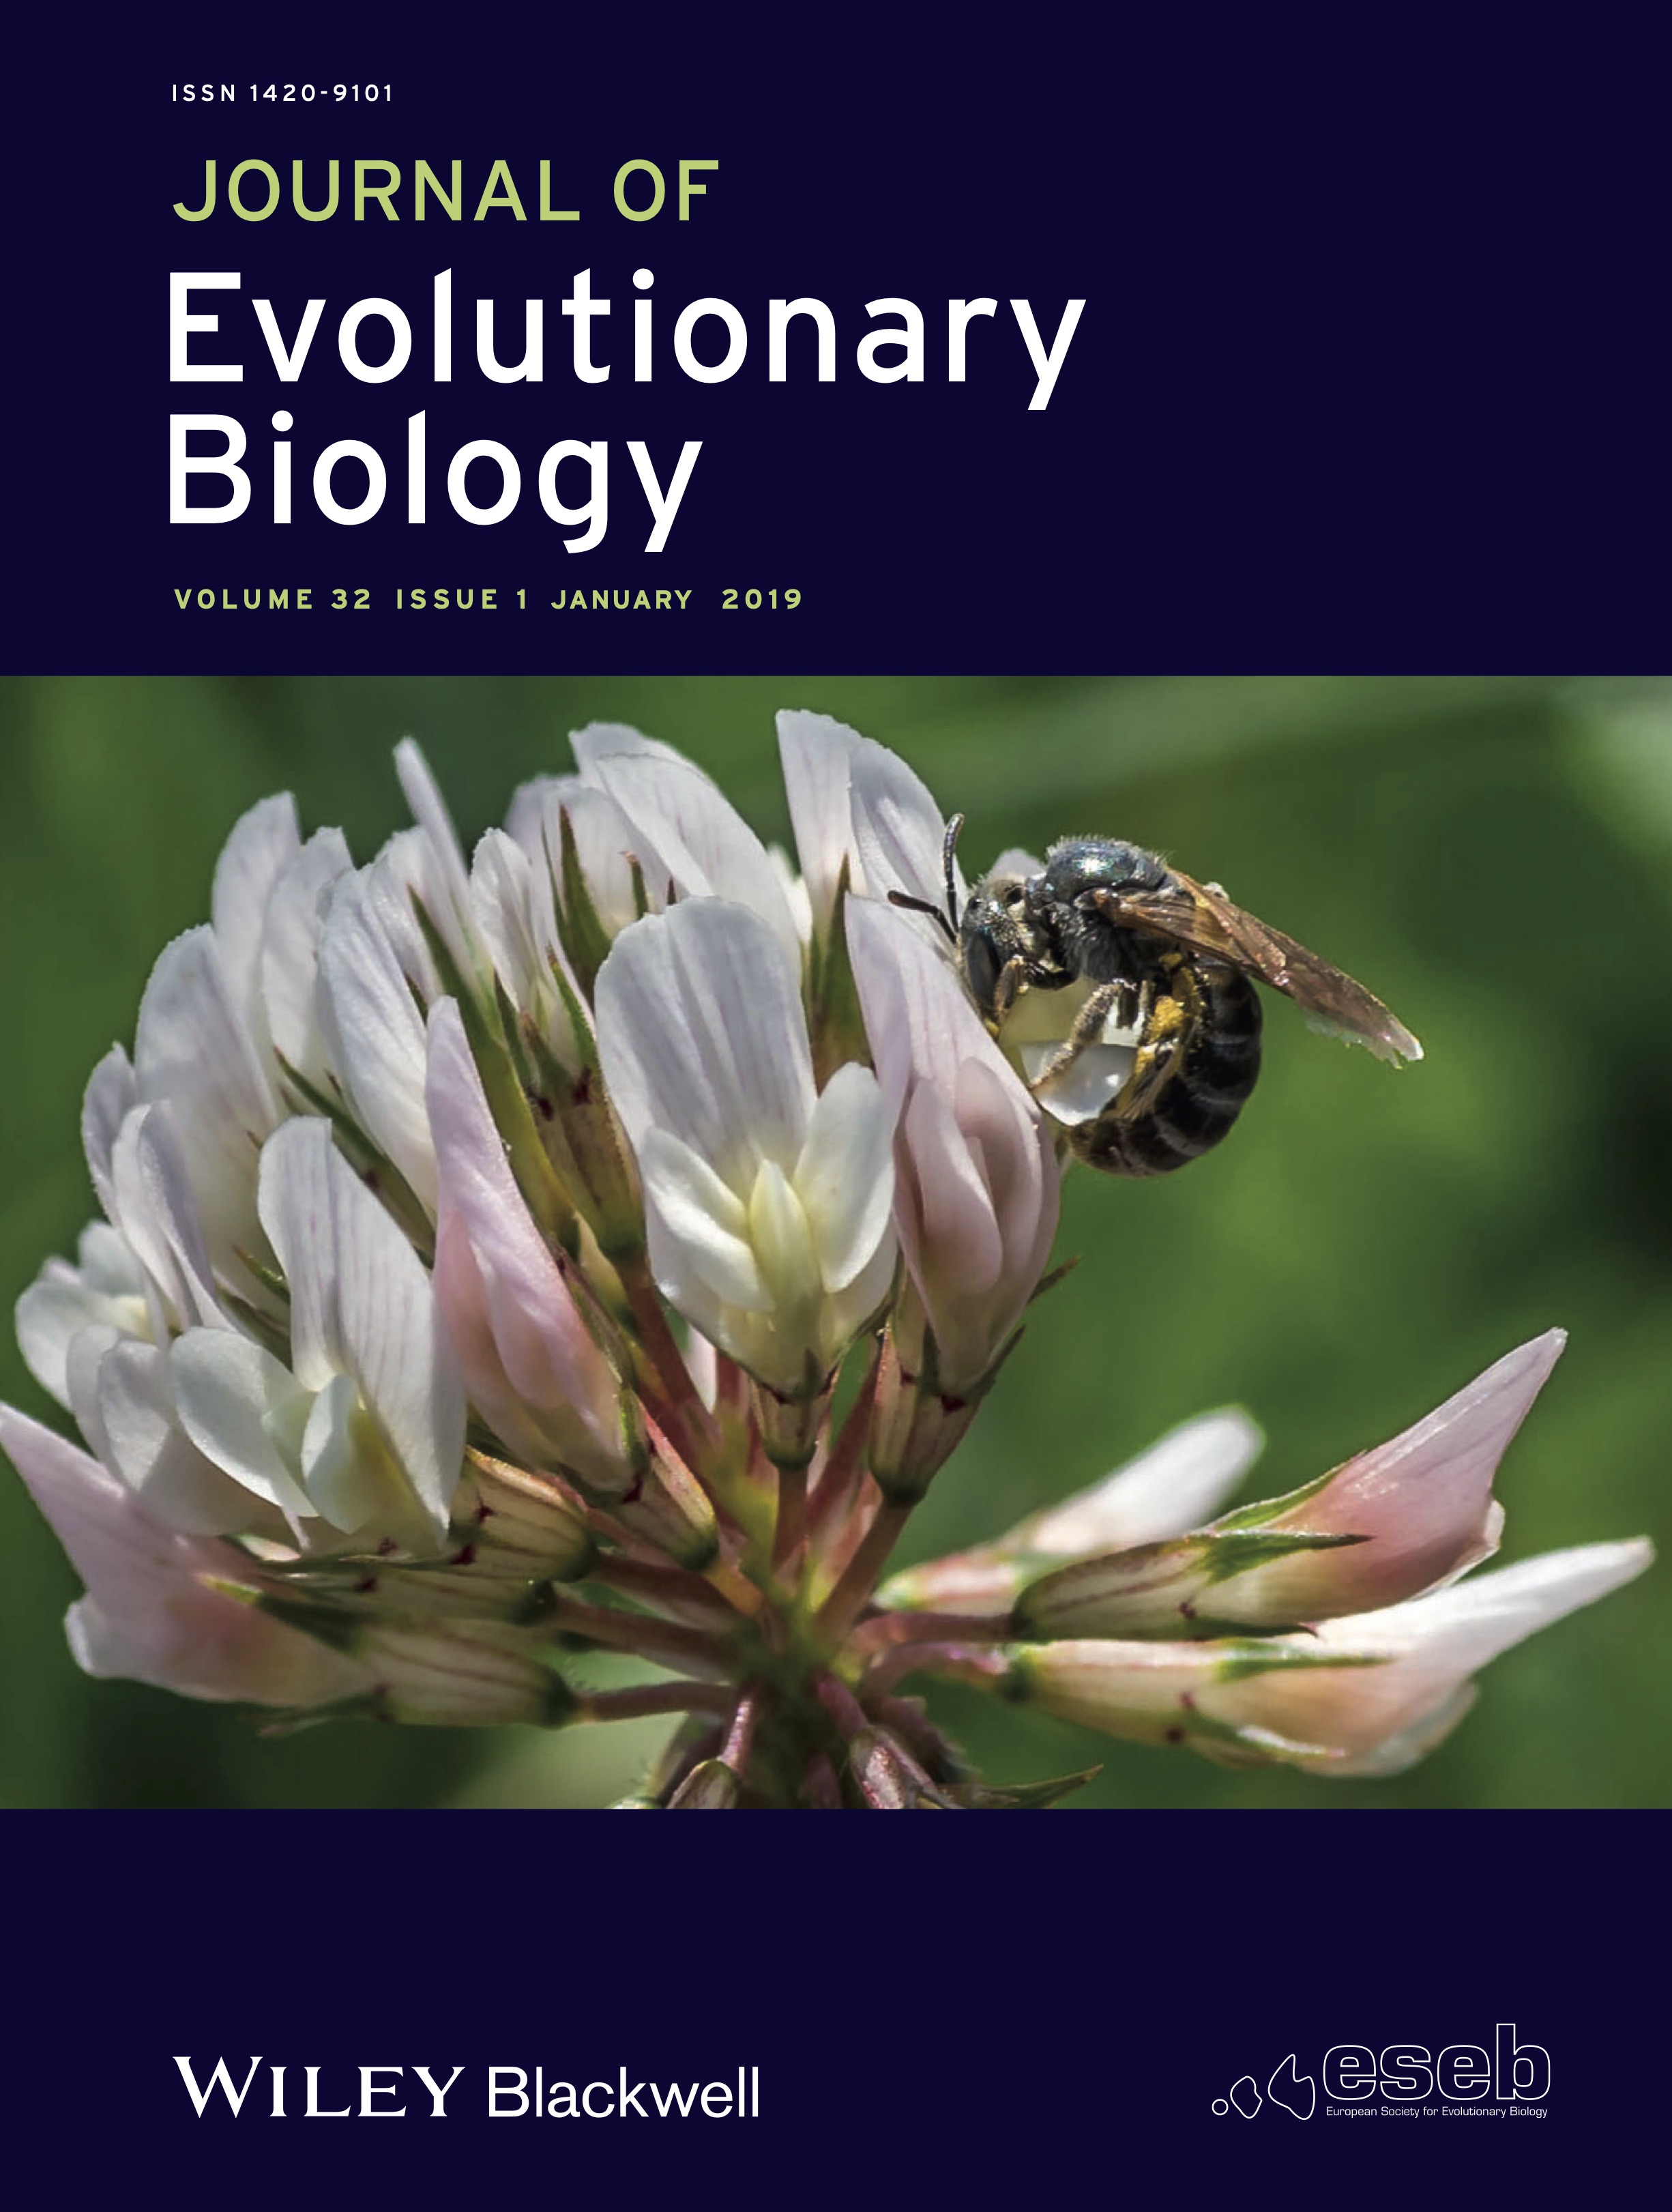 ISSN 1420-9101
JOURNAL OF
Evolutionary
Biology
VOLUME 32 ISSUE 1 JANUARY 2019
WILEY Blackwell
eseb
European Society for Evolutionary Biology